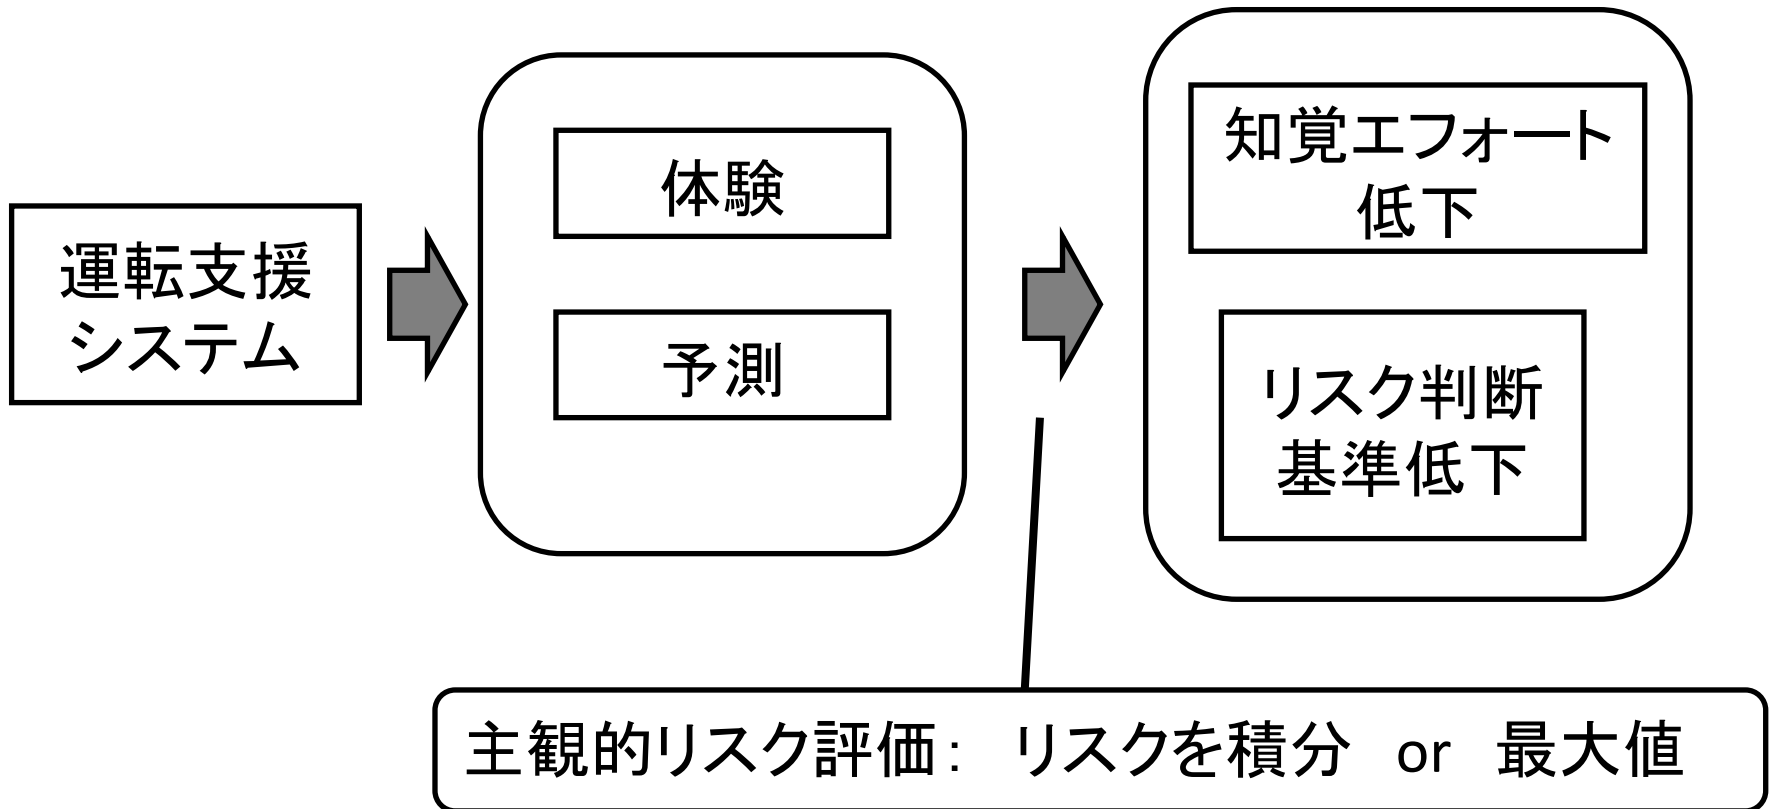 運転支援
システム
体験
予測
知覚エフォート
低下
リスク判断
基準低下
主観的リスク評価： リスクを積分 or 最大値